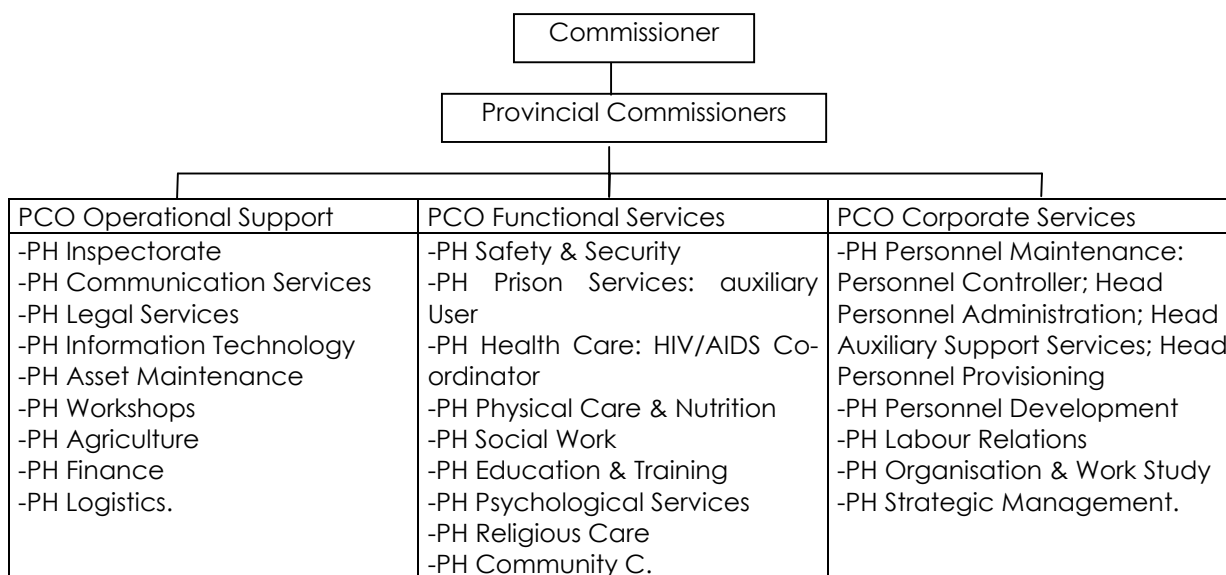 Commissioner
Provincial Commissioners
PCO Operational Support
-PH Inspectorate
-PH Communication Services
-PH Legal Services
-PH Information Technology
-PH Asset Maintenance
-PH Workshops
-PH Agriculture
-PH Finance
-PH Logistics.
PCO Functional Services
-PH Safety & Security
-PH Prison Services: auxiliary
User
-PH Health Care: HIV/AIDS Co-
ordinator
-PH Physical Care & Nutrition
-PH Social Work
-PH Education & Training
-PH Psychological Services
-PH Religious Care
-PH Community C.
PCO Corporate Services
-PH Personnel Maintenance:
Personnel Controller; Head
Personnel Administration; Head
Auxiliary Support Services; Head
Personnel Provisioning
-PH Personnel Development
-PH Labour Relations
-PH Organisation & Work Study
-PH Strategic Management.